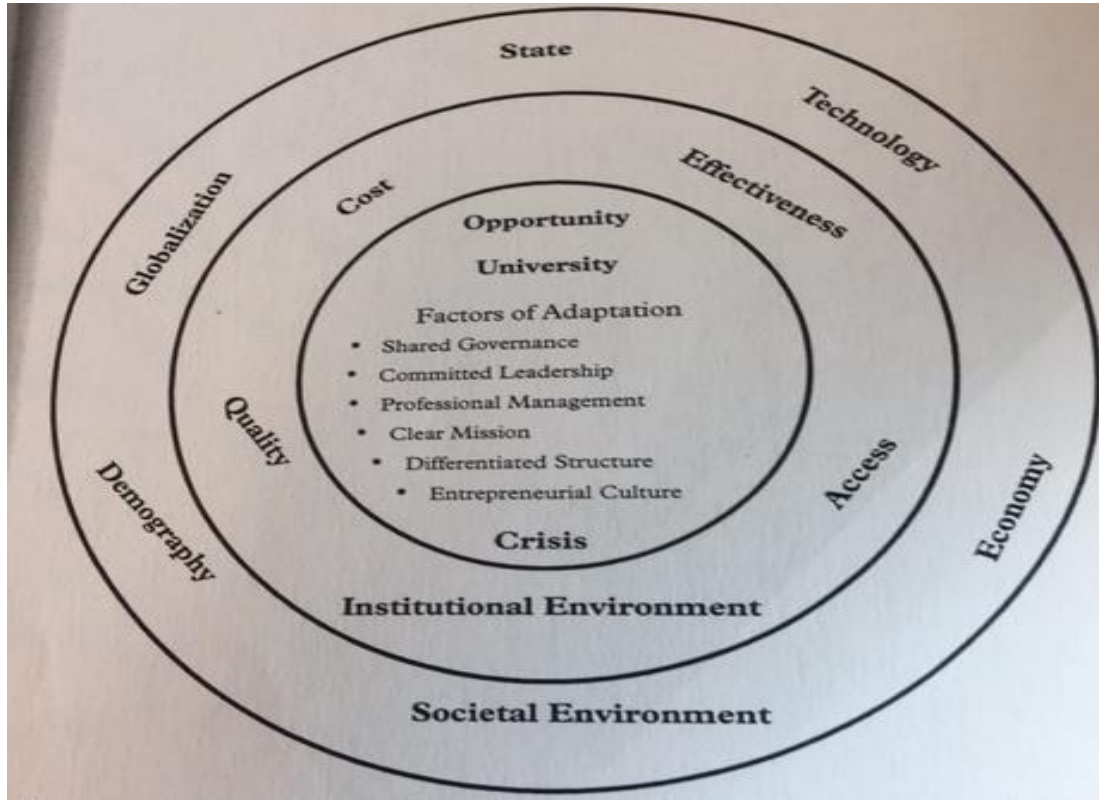 State
Technology
Globalization
Cost
Effectiveness
Opportunity
University
Factors of Adaptation
• Shared Governance
• Committed Leadership
• Professional Management
• Clear Mission
• Differentiated Structure
• Entrepreneurial Culture
Quality
Access
Demography
Economy
Crisis
Institutional Environment
Societal Environment